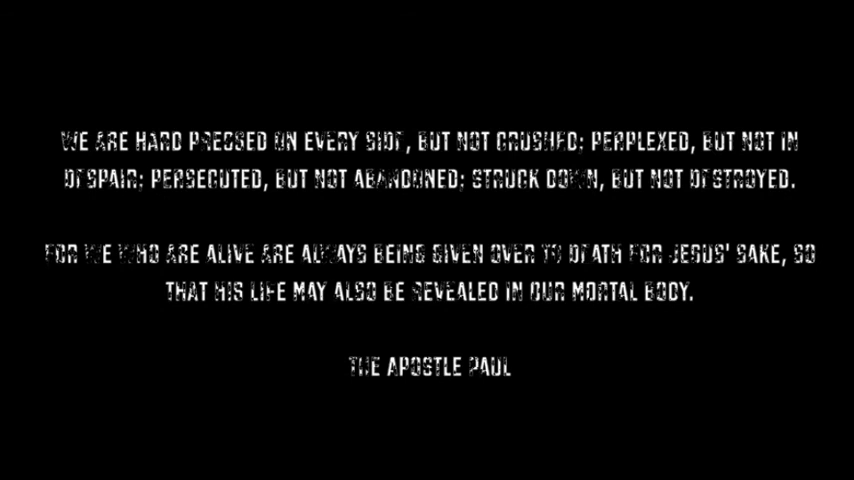 WE ARE HARD PRESSED ON EVERY SIDE, BUT NOT CRUSHED; PERPLEXED, BUT NOT IN
DESPAIR; PERSECUTED, BUT NOT ABANDONED; STRUCK DOWN, BUT NOT DESTROYED.
FOR WE WHO ARE ALIVE ARE ALWAYS BEING GIVEN OVER TO DEATH FOR JESUS' SAKE, SO
THAT HIS LIFE MAY ALSO BE REVEALED IN OUR MORTAL BODY.
THE APOSTLE PAUL